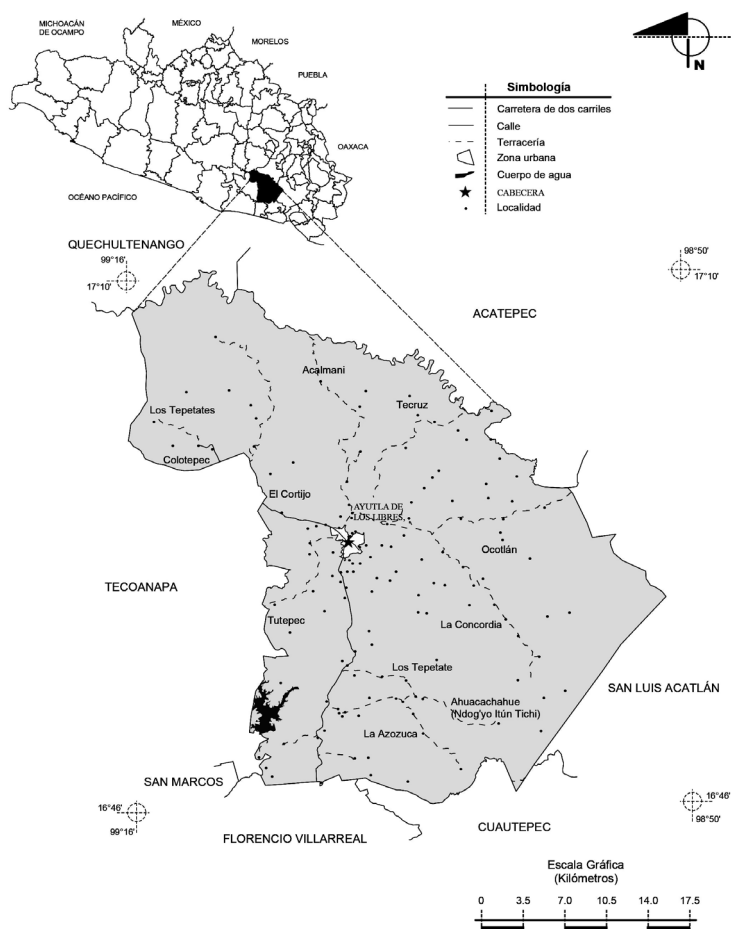 MICHOACÁN
DE OCAMPO
MÉXICO
MORELOS
PUEBLA
OAXACA
OCÉANO PACÍFICO
N
Simbología
Carretera de dos carriles
Calle
Terracería
Zona urbana
Cuerpo de agua
CABECERA
Localidad
QUECHULTENANGO
99°16'
17°10'
98°50'
17°10'
ACATEPEC
Acalmani
Los Tepetates
Tecruz
Colotepec
El Cortijo
AYUTLA DE
LOS LIBRES
Ocotlán
TECOANAPA
Tutepec
La Concordia
Los Tepetate
SAN LUIS ACATLÁN
Ahuacachahue
(Ndog'yo Itún Tichi)
La Azozuca
SAN MARCOS
16°46'
99°16'
16°46'
98°50'
FLORENCIO VILLARREAL
CUAUTEPEC
Escala Gráfica
(Kilómetros)
0 3.5 7.0 10.5 14.0 17.5